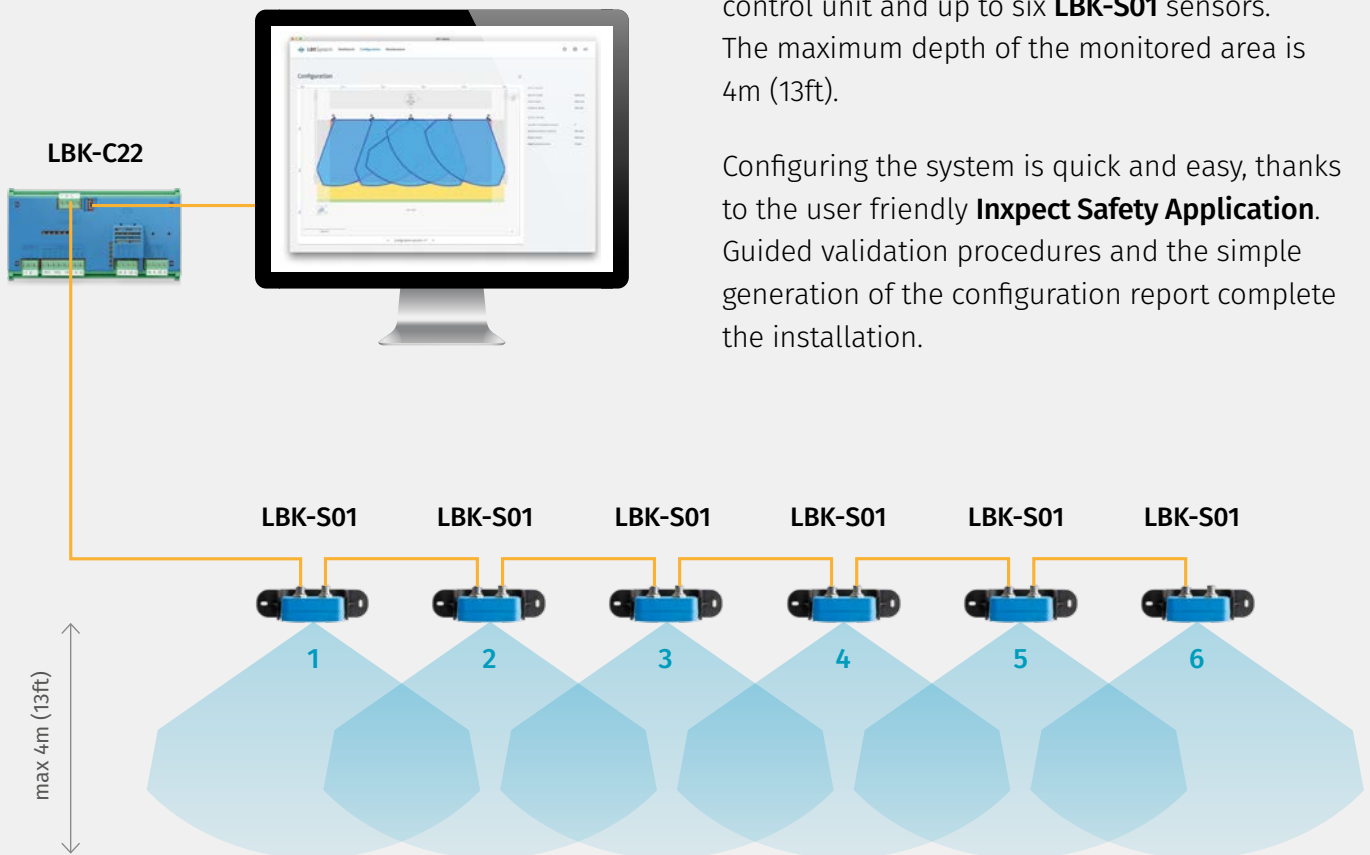 control unit and up to six LBK-S01 sensors.
The maximum depth of the monitored area is
4m (13ft).
Configuring the system is quick and easy, thanks
to the user friendly Inxpect Safety Application.
Guided validation procedures and the simple
generation of the configuration report complete
the installation.
LBK-C22
Configuration
LBK-S01 LBK-S01 LBK-S01 LBK-S01 LBK-S01 LBK-S01
1 2 3 4 5 6
max 4m (13ft)